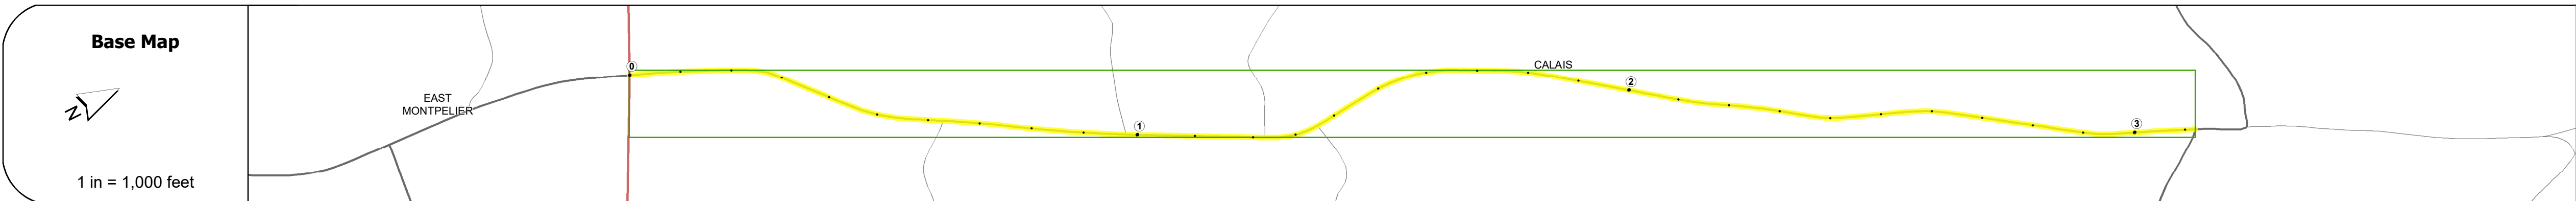 Base Map
N
1 in = 1,000 feet
EAST
MONTPELIER
0
1
CALAIS
2
3